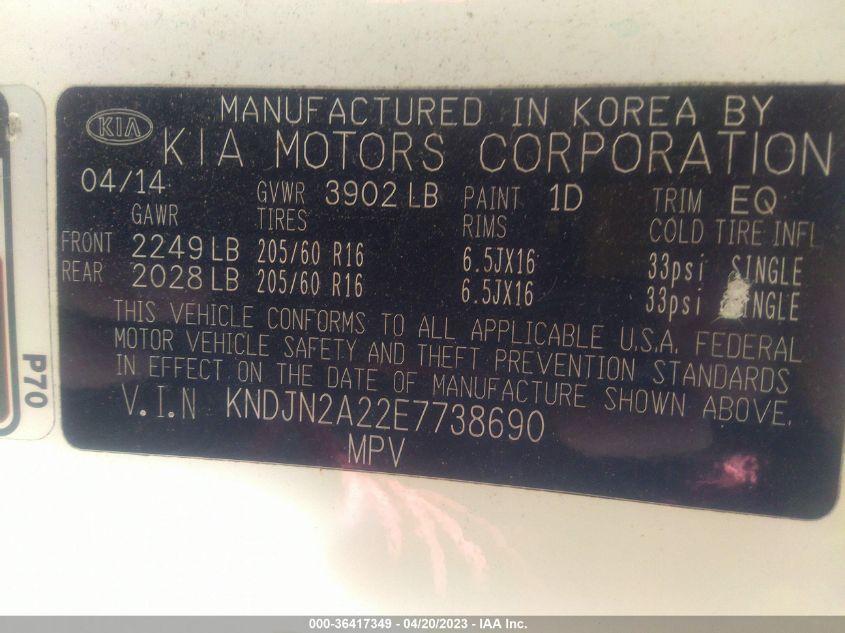 MANUFACTURED IN KOREA BY
KIA KIA MOTORS CORPORATION
04/14 GVWR 3902 LB PAINT 1D TRIM EQ
GAWR TIRES RIMS COLD TIRE INFL
FRONT 2249 LB 205/60 R16 6.5JX16 33psi SINGLE
REAR 2028 LB 205/60 R16 6.5JX16 33psi
THIS VEHICLE CONFORMS TO ALL APPLICABLE U.S.A. FEDERAL
MOTOR VEHICLE SAFETY AND THEFT PREVENTION STANDARDS
IN EFFECT ON THE DATE OF MANUFACTURE SHOWN ABOVE.
V.I.N KNDJN2A22E7738690
MPV
P70
000-36417349 - 04/20/2023 - IAA Inc.